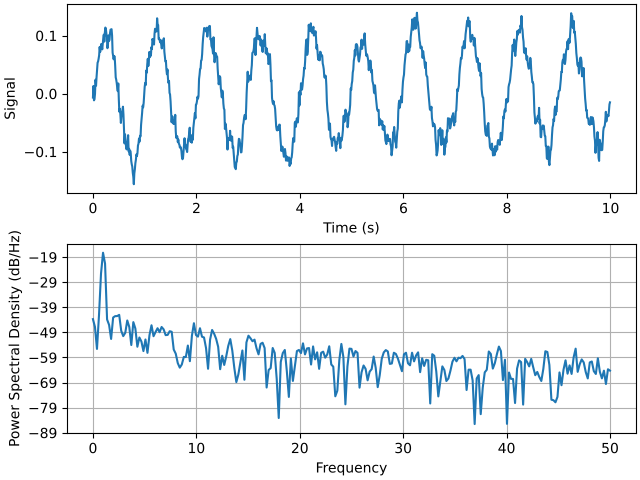 0.1
0.0
−0.1
Signal
0 2 4 6 8 10
Time (s)
−19
−29
−39
−49
−59
−69
−79
−89
Power Spectral Density (dB/Hz)
0 10 20 30 40 50
Frequency